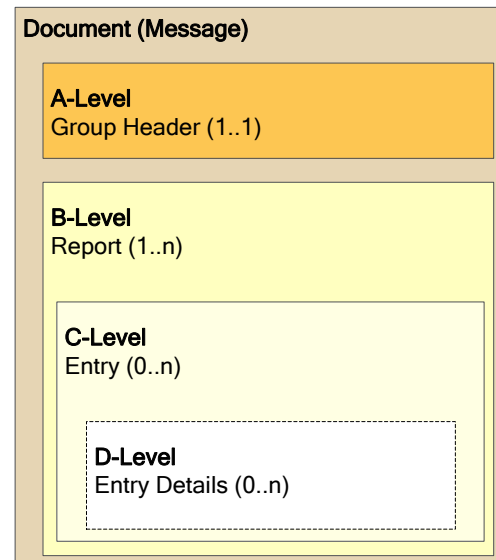 Document (Message)
A-Level
Group Header (1..1)
B-Level
Report (1..n)
C-Level
Entry (0..n)
D-Level
Entry Details (0..n)